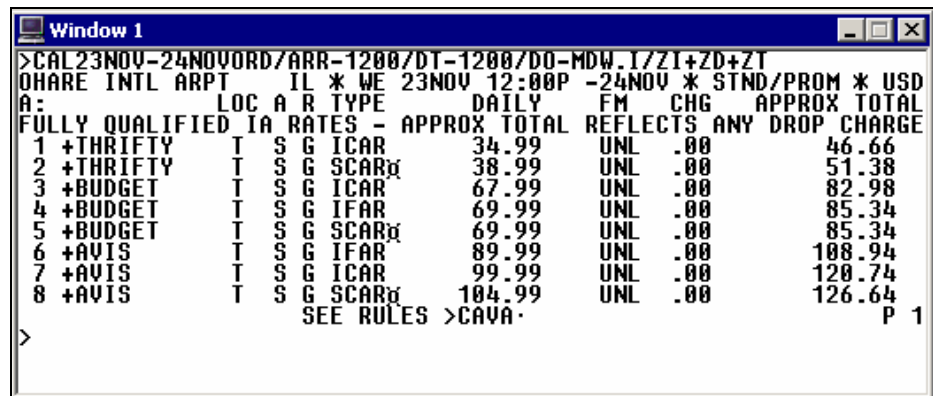 Window 1
>CAL23NOV-24NOVORD/ARR-1200/DT-1200/DO-MDW.I/ZI+ZD+ZT
OHARE INTL ARPT IL * WE 23NOV 12:00P -24NOV * STND/PROM * USD
A: LOC A R TYPE DAILY FM CHG APPROX TOTAL
FULLY QUALIFIED IA RATES - APPROX TOTAL REFLECTS ANY DROP CHARGE
1 +THRIFTY T S G ICAR 34.99 UNL .00 46.66
2 +THRIFTY T S G SCAR¤ 38.99 UNL .00 51.38
3 +BUDGET T S G ICAR 67.99 UNL .00 82.98
4 +BUDGET T S G IFAR 69.99 UNL .00 85.34
5 +BUDGET T S G SCAR¤ 69.99 UNL .00 85.34
6 +AVIS T S G IFAR 89.99 UNL .00 108.94
7 +AVIS T S G ICAR 99.99 UNL .00 120.74
8 +AVIS T S G SCAR¤ 104.99 UNL .00 126.64
SEE RULES >CAVA· P 1
>